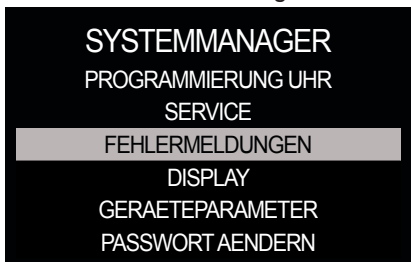 SYSTEMMANAGER
PROGRAMMIERUNG UHR
SERVICE
FEHLERMELDUNGEN
DISPLAY
GERAETEPARAMETER
PASSWORT AENDERN